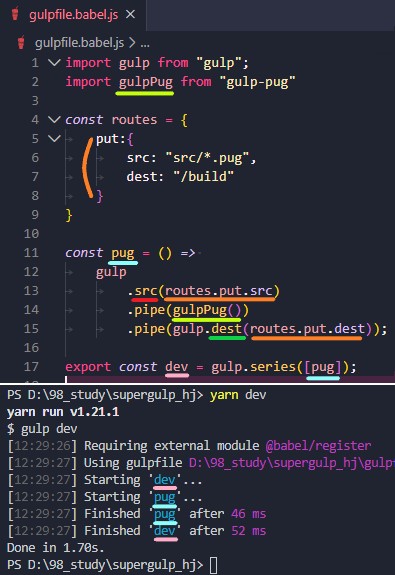 gulpfile.babel.js ×
gulpfile.babel.js > ...
1 import gulp from "gulp";
2 import gulpPug from "gulp-pug"
3
4 const routes = {
5 put:{
6 src: "src/*.pug",
7 dest: "/build"
8 }
9 }
10
11 const pug = () =>
12 gulp
13 .src(routes.put.src)
14 .pipe(gulpPug())
15 .pipe(gulp.dest(routes.put.dest));
16
17 export const dev = gulp.series([pug]);
PS D:\98_study\supergulp_hj> yarn dev
yarn run v1.21.1
$ gulp dev
[12:29:26] Requiring external module @babel/register
[12:29:27] Using gulpfile D:\98_study\supergulp_hj\gulp
[12:29:27] Starting 'dev'...
[12:29:27] Starting 'pug'...
[12:29:27] Finished 'pug' after 46 ms
[12:29:27] Finished 'dev' after 52 ms
Done in 1.70s.
PS D:\98_study\supergulp_hj>